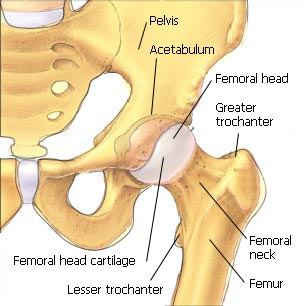 Pelvis
Acetabulum
Femoral head
Greater
trochanter
Femoral
neck
Femoral head cartilage
Lesser trochanter
Femur